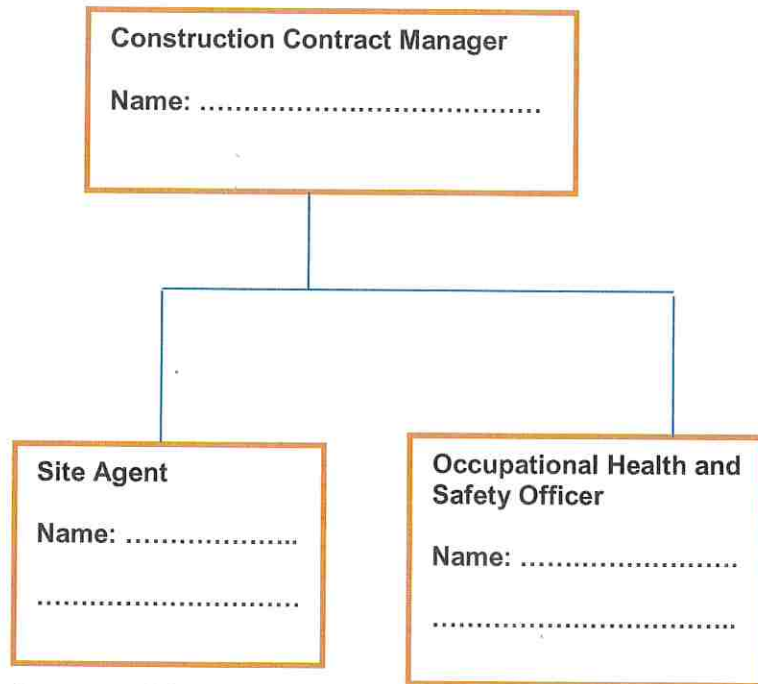 Construction Contract Manager
Name: ……………………………………
Site Agent
Name: …………………
……………………………
Occupational Health and
Safety Officer
Name: ………………………
…………………………………